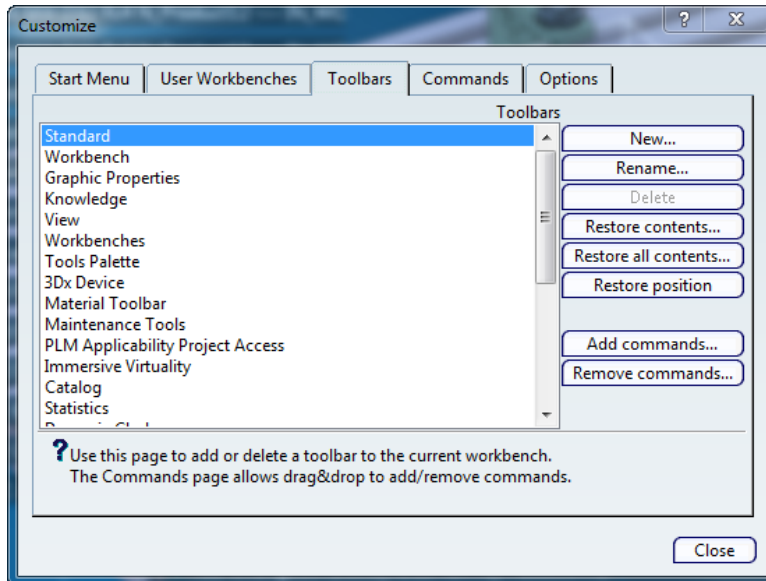 Customize
Start Menu
User Workbenches
Toolbars
Commands
Options
Toolbars
Standard
Workbench
Graphic Properties
Knowledge
View
Workbenches
Tools Palette
3Dx Device
Material Toolbar
Maintenance Tools
PLM Applicability Project Access
Immersive Virtuality
Catalog
Statistics
New...
Rename...
Delete
Restore contents...
Restore all contents...
Restore position
Add commands...
Remove commands...
Use this page to add or delete a toolbar to the current workbench.
The Commands page allows drag&drop to add/remove commands.
Close